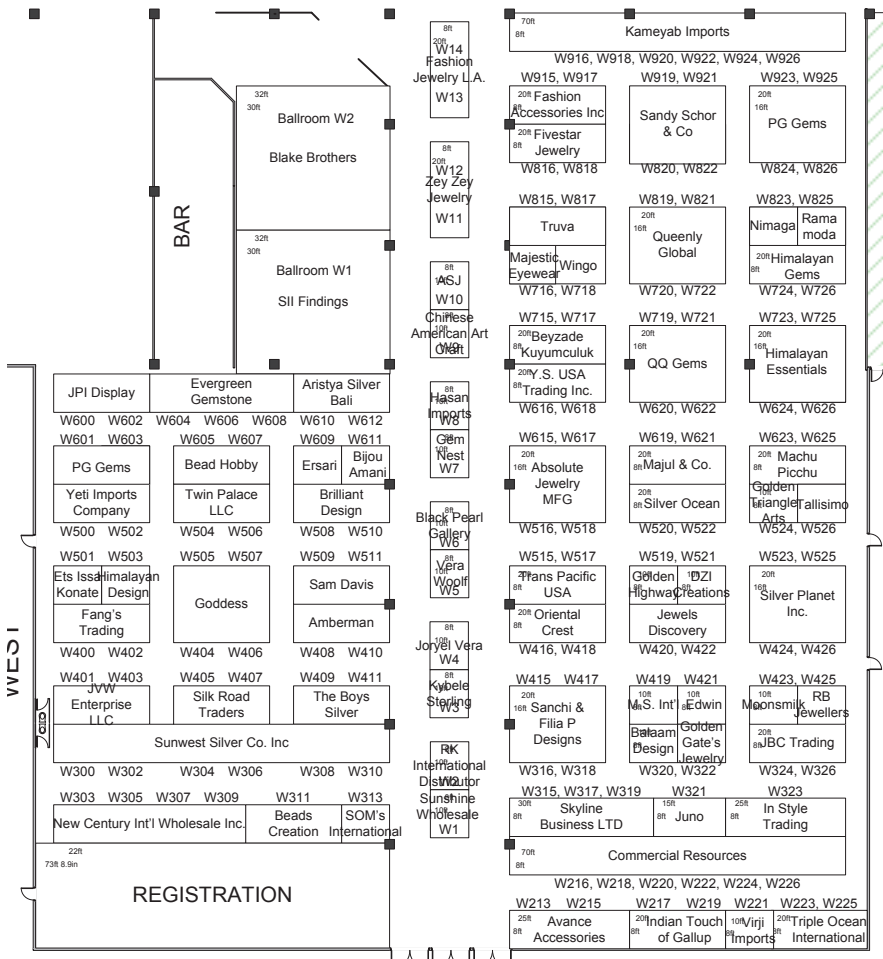 70ft
8ft
Kameyab Imports
W916, W918, W920, W922, W924, W926
8ft
20ft
W14
Fashion
Jewelry L.A.
W13
32ft
30ft
Ballroom W2
Blake Brothers
W915, W917
W919, W921
W923, W925
20ft
8ft
Fashion
Accessories Inc
Fivestar
Jewelry
20ft
8ft
Sandy Schor
& Co
20ft
16ft
PG Gems
W816, W818
W820, W822
W824, W826
8ft
20ft
W12
Zey Zey
Jewelry
W11
BAR
32ft
30ft
Ballroom W1
SII Findings
W815, W817
W819, W821
W823, W825
Truva
Majestic
Eyewear
Wingo
20ft
16ft
Queenly
Global
Nimaga
Rama
moda
20ft
8ft
Himalayan
Gems
W716, W718
W720, W722
W724, W726
8ft
ASJ
W10
Chinese
American Art
Craft
W9
10ft
W715, W717
W719, W721
W723, W725
20ft
8ft
Beyzade
Kuyumculuk
20ft
8ft
Y.S. USA
Trading Inc.
20ft
16ft
QQ Gems
20ft
16ft
Himalayan
Essentials
W616, W618
W620, W622
W624, W626
JPI Display
Evergreen
Gemstone
Aristya Silver
Bali
W600 W602 W604 W606 W608 W610 W612
W601 W603 W605 W607 W609 W611
8ft
Hasan
Imports
W8
Gem
Nest
10ft
W7
PG Gems
Bead Hobby
Ersari
Bijou
Amani
Yeti Imports
Company
Twin Palace
LLC
Brilliant
Design
W500 W502 W504 W506 W508 W510
W615, W617
W619, W621
W623, W625
20ft
16ft
Absolute
Jewelry
MFG
20ft
8ft
Majul & Co.
20ft
8ft
Silver Ocean
20ft
8ft
Machu
Picchu
Golden
Triangle
Arts
10ft
Tallisimo
W516, W518
W520, W522
W524, W526
8ft
Black Pearl
Gallery
W6
Vera
Woolf
10ft
W5
W501 W503 W505 W507 W509 W511
Ets Issa
Konate
Himalayan
Design
Goddess
Sam Davis
Fang's
Trading
Amberman
W400 W402 W404 W406 W408 W410
W515, W517
W519, W521
W523, W525
20ft
8ft
Trans Pacific
USA
20ft
8ft
Oriental
Crest
Golden
Highway
DZI
Creations
Jewels
Discovery
20ft
16ft
Silver Planet
Inc.
W416, W418
W420, W422
W424, W426
8ft
Joryel Vera
10ft
W4
Kybele
Sterling
W3
WEST
W401 W403 W405 W407 W409 W411
JVW
Enterprise
LLC
Silk Road
Traders
The Boys
Silver
Sunwest Silver Co. Inc
W300 W302 W304 W306 W308 W310
W415 W417
W419 W421
W423, W425
20ft
16ft
Sanchi &
Filia P
Designs
10ft
8ft
M.S. Int'l
10ft
8ft
Edwin
Balaam
Design
Golden
Gate's
Jewelry
10ft
8ft
Moonsmilk
RB
Jewellers
20ft
8ft
JBC Trading
W316, W318
W320, W322
W324, W326
RK
International
Distributor
W2
Sunshine
Wholesale
10ft
W1
W303 W305 W307 W309 W311 W313
New Century Int'l Wholesale Inc.
Beads
Creation
SOM's
International
W315, W317, W319
W321
W323
30ft
8ft
Skyline
Business LTD
15ft
8ft
Juno
25ft
8ft
In Style
Trading
70ft
8ft
Commercial Resources
W216, W218, W220, W222, W224, W226
22ft
73ft 8.9in
REGISTRATION
W213 W215
W217 W219
W221
W223, W225
25ft
8ft
Avance
Accessories
20ft
8ft
Indian Touch
of Gallup
10ft
8ft
Virji
Imports
20ft
8ft
Triple Ocean
International